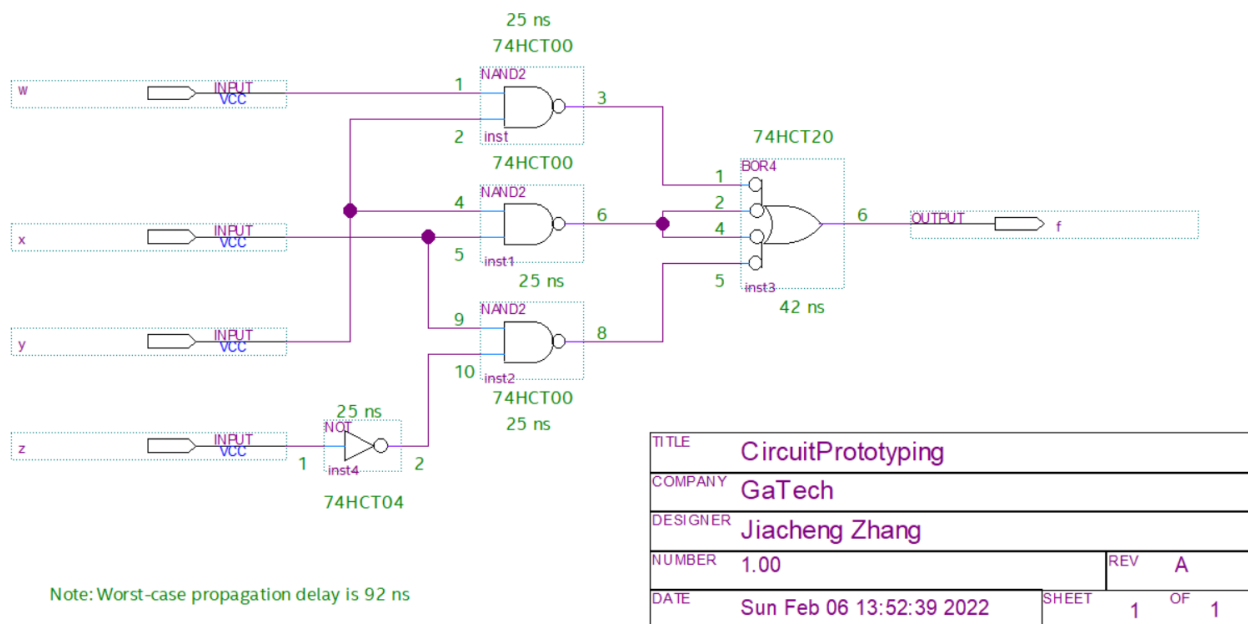 25 ns
74HCT00
NAND2
w
INPUT
VCC
1
3
2
inst
74HCT20
74HCT00
BOR4
NAND2
1
4
2
6
6
OUTPUT
f
x
INPUT
VCC
4
5
inst1
5
inst3
25 ns
42 ns
NAND2
9
y
INPUT
VCC
8
10
inst2
74HCT00
25 ns
25 ns
NOT
z
INPUT
VCC
1
2
inst4
74HCT04
TITLE CircuitPrototyping
COMPANY GaTech
DESIGNER Jiacheng Zhang
NUMBER 1.00 REV A
DATE Sun Feb 06 13:52:39 2022 SHEET 1 OF 1
Note: Worst-case propagation delay is 92 ns